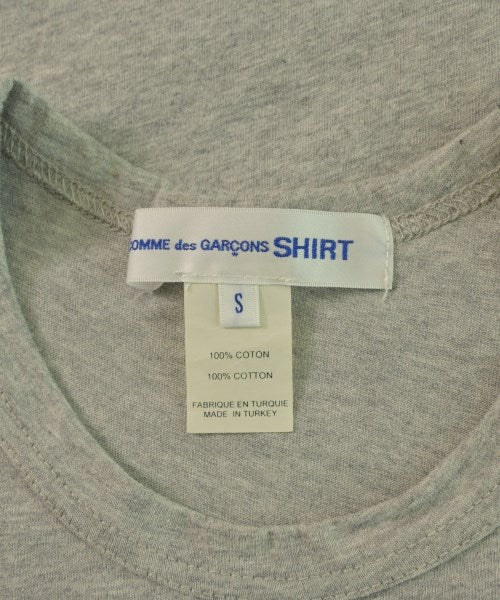 COMME des GARÇONS SHIRT
S
100% COTON
100% COTTON
FABRIQUE EN TURQUIE
MADE IN TURKEY